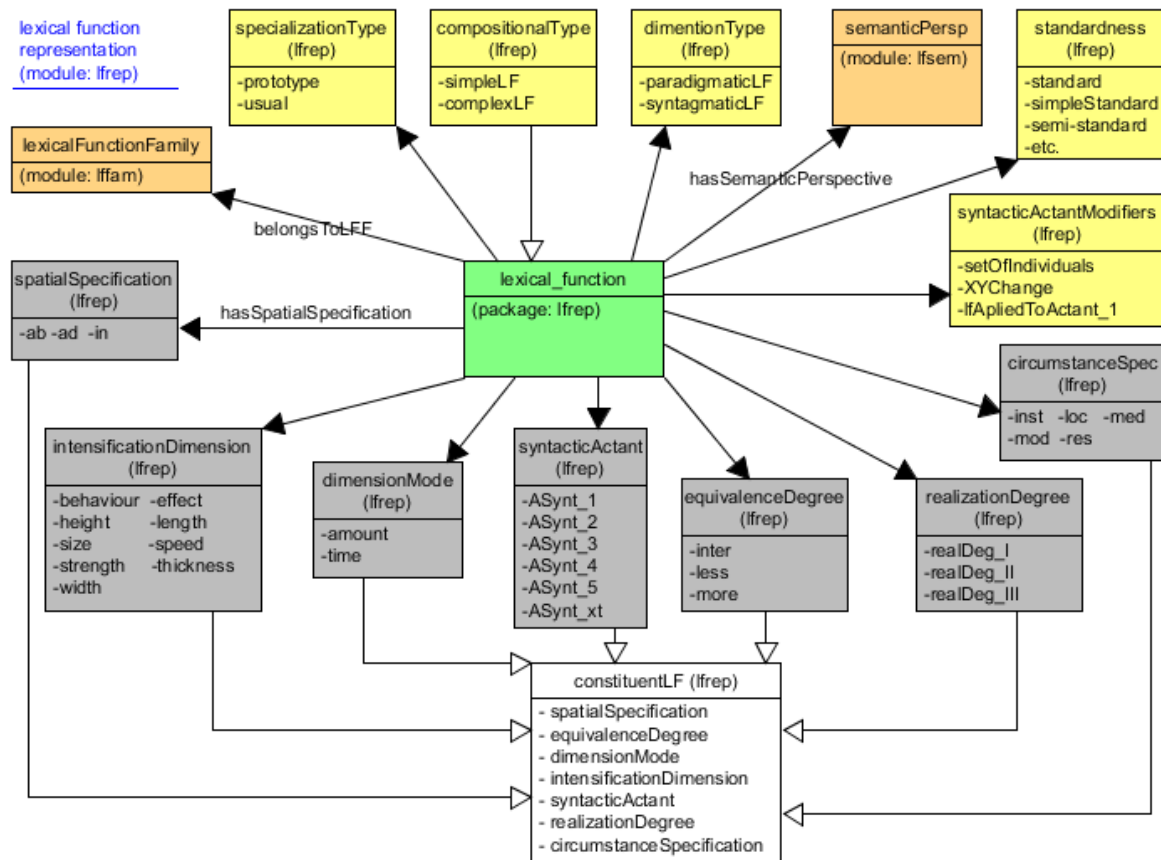 lexical function
representation
(module: lfrep)
specializationType
(lfrep)
-prototype
-usual
compositionalType
(lfrep)
-simpleLF
-complexLF
dimentionType
(lfrep)
-paradigmaticLF
-syntagmaticLF
semanticPersp
(module: lfsem)
standardness
(lfrep)
-standard
-simpleStandard
-semi-standard
-etc.
lexicalFunctionFamily
(module: lffam)
hasSemanticPerspective
belongsToLFF
syntacticActantModifiers
(lfrep)
-setOfIndividuals
-XYChange
-lfApliedToActant_1
spatialSpecification
(lfrep)
-ab -ad -in
hasSpatialSpecification
lexical_function
(package: lfrep)
circumstanceSpec
(lfrep)
-inst -loc -med
-mod -res
intensificationDimension
(lfrep)
-behaviour -effect
-height -length
-size -speed
-strength -thickness
-width
dimensionMode
(lfrep)
-amount
-time
syntacticActant
(lfrep)
-ASynt_1
-ASynt_2
-ASynt_3
-ASynt_4
-ASynt_5
-ASynt_xt
equivalenceDegree
(lfrep)
-inter
-less
-more
realizationDegree
(lfrep)
-realDeg_I
-realDeg_II
-realDeg_III
constituentLF (lfrep)
- spatialSpecification
- equivalenceDegree
- dimensionMode
- intensificationDimension
- syntacticActant
- realizationDegree
- circumstanceSpecification